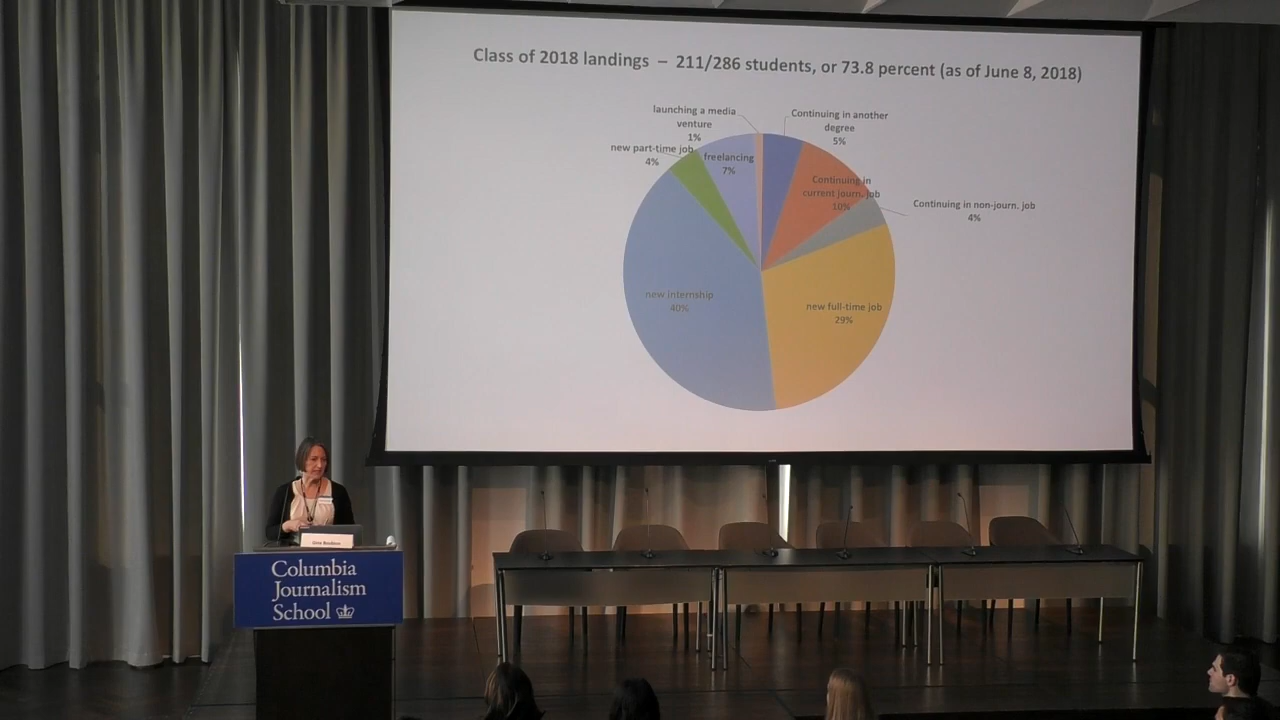 Class of 2018 landings – 211/286 students, or 73.8 percent (as of June 8, 2018)
launching a media
venture
1%
Continuing in another
degree
5%
new part-time job
4%
freelancing
7%
Continuing in
current journ. job
10%
Continuing in non-journ. job
4%
new internship
40%
new full-time job
29%
Columbia
Journalism
School